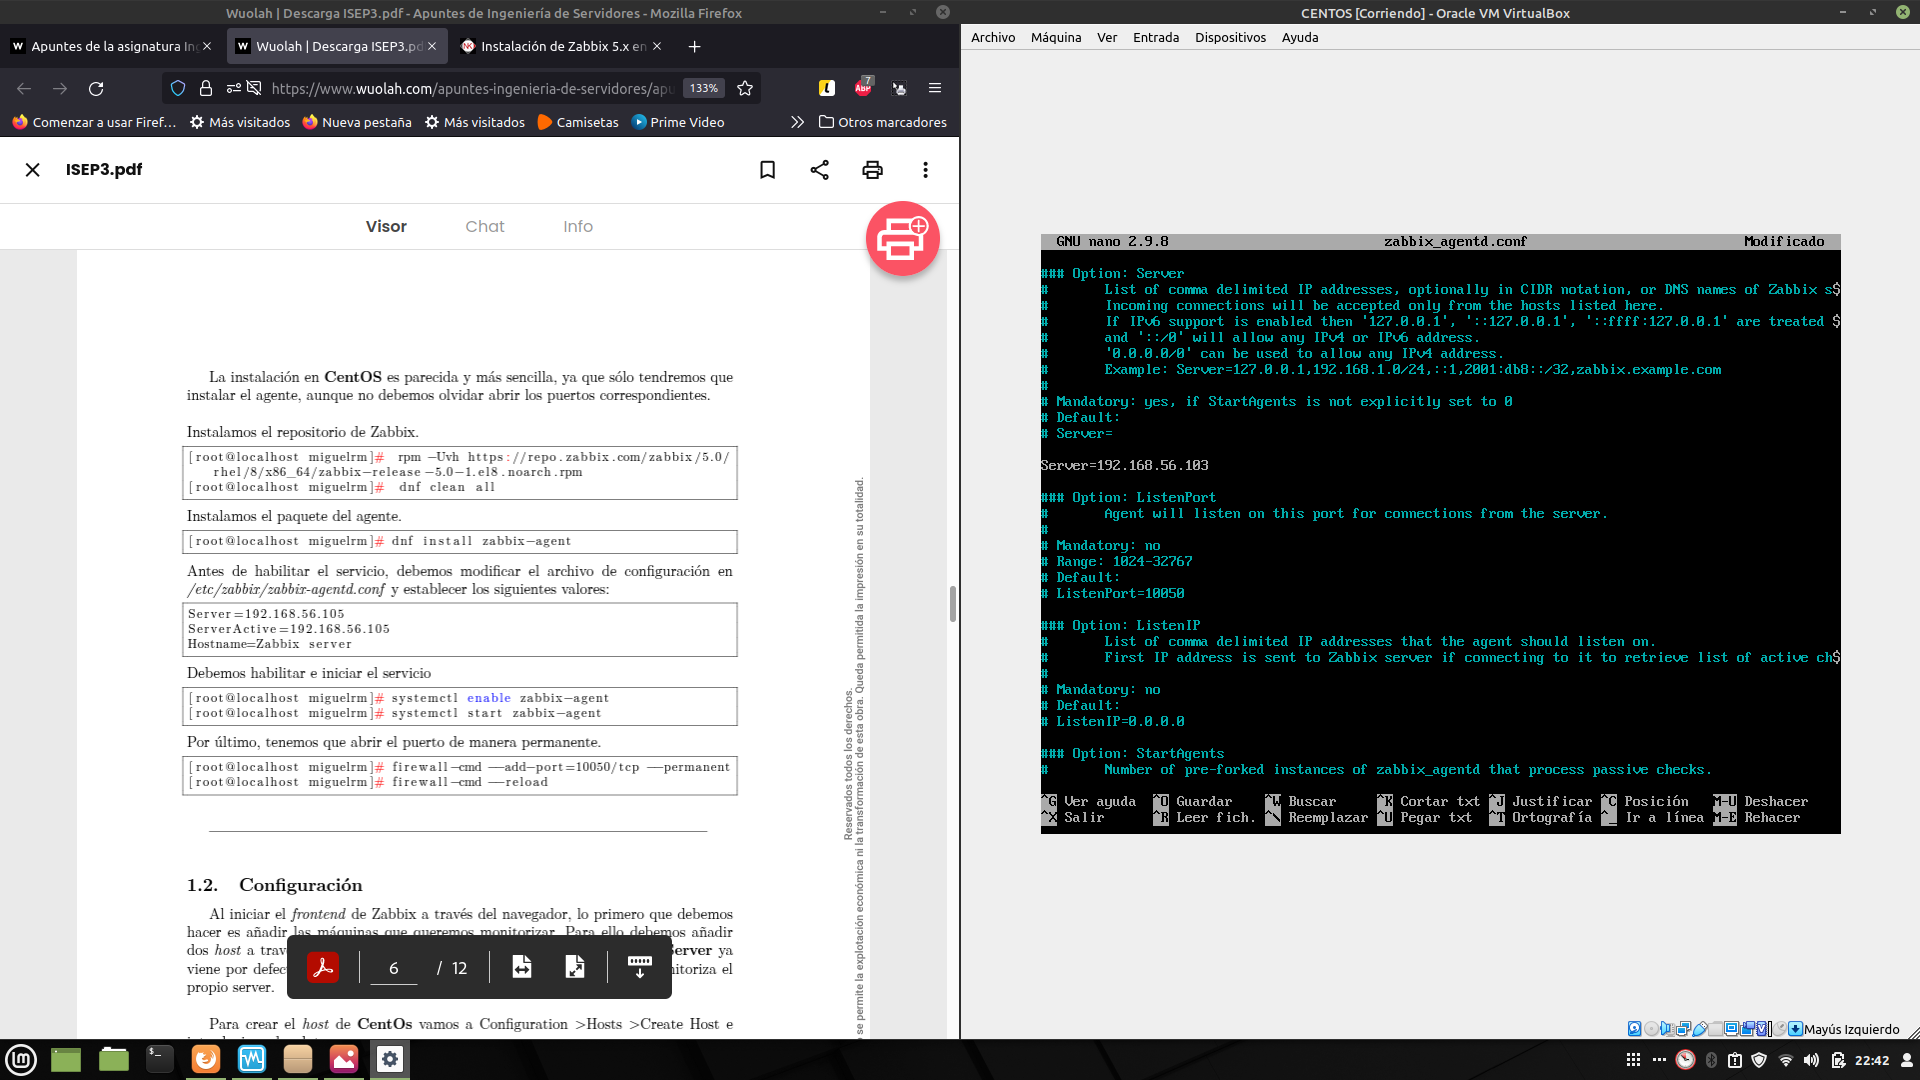 Wuolah | Descarga ISEP3.pdf - Apuntes de Ingeniería de Servidores - Mozilla Firefox
Apuntes de la asignatura In
Wuolah | Descarga ISEP3.pd
Instalación de Zabbix 5.x en
https://www.wuolah.com/apuntes-ingenieria-de-servidores/apu
133%
7
ABP
Comenzar a usar Firef…
Más visitados
Nueva pestaña
Más visitados
Camisetas
Prime Video
Otros marcadores
ISEP3.pdf
Visor
Chat
Info
La instalación en CentOS es parecida y más sencilla, ya que sólo tendremos que
instalar el agente, aunque no debemos olvidar abrir los puertos correspondientes.
Instalamos el repositorio de Zabbix.
[root@localhost miguelrm]# rpm −Uvh https://repo.zabbix.com/zabbix/5.0/
rhel/8/x86_64/zabbix−release−5.0−1.el8.noarch.rpm
[root@localhost miguelrm]# dnf clean all
Instalamos el paquete del agente.
[root@localhost miguelrm]# dnf install zabbix−agent
Antes de habilitar el servicio, debemos modificar el archivo de configuración en
/etc/zabbix/zabbix-agentd.conf y establecer los siguientes valores:
Server=192.168.56.105
ServerActive=192.168.56.105
Hostname=Zabbix server
Debemos habilitar e iniciar el servicio
[root@localhost miguelrm]# systemctl enable zabbix−agent
[root@localhost miguelrm]# systemctl start zabbix−agent
Por último, tenemos que abrir el puerto de manera permanente.
[root@localhost miguelrm]# firewall−cmd −−add−port=10050/tcp −−permanent
[root@localhost miguelrm]# firewall−cmd −−reload
Reservados todos los derechos.
se permite la explotación económica ni la transformación de esta obra. Queda permitida la impresión en su totalidad.
1.2. Configuración
Al iniciar el frontend de Zabbix a través del navegador, lo primero que debemos
hacer es añadir las máquinas que queremos monitorizar. Para ello debemos añadir
dos host a trav Server ya
viene por defec nitoriza el
propio server.
6 / 12
Para crear el host de CentOs vamos a Configuration >Hosts >Create Host e
CENTOS [Corriendo] - Oracle VM VirtualBox
Archivo Máquina Ver Entrada Dispositivos Ayuda
GNU nano 2.9.8 zabbix_agentd.conf Modificado
### Option: Server
# List of comma delimited IP addresses, optionally in CIDR notation, or DNS names of Zabbix s$
# Incoming connections will be accepted only from the hosts listed here.
# If IPv6 support is enabled then '127.0.0.1', '::127.0.0.1', '::ffff:127.0.0.1' are treated $
# and '::/0' will allow any IPv4 or IPv6 address.
# '0.0.0.0/0' can be used to allow any IPv4 address.
# Example: Server=127.0.0.1,192.168.1.0/24,::1,2001:db8::/32,zabbix.example.com
#
# Mandatory: yes, if StartAgents is not explicitly set to 0
# Default:
# Server=
Server=192.168.56.103
### Option: ListenPort
# Agent will listen on this port for connections from the server.
#
# Mandatory: no
# Range: 1024-32767
# Default:
# ListenPort=10050
### Option: ListenIP
# List of comma delimited IP addresses that the agent should listen on.
# First IP address is sent to Zabbix server if connecting to it to retrieve list of active ch$
#
# Mandatory: no
# Default:
# ListenIP=0.0.0.0
### Option: StartAgents
# Number of pre-forked instances of zabbix_agentd that process passive checks.
^G Ver ayuda ^O Guardar ^W Buscar ^K Cortar txt ^J Justificar ^C Posición M-U Deshacer
^X Salir ^R Leer fich. ^\ Reemplazar ^U Pegar txt ^T Ortografía ^_ Ir a línea M-E Rehacer
Mayús Izquierdo
22:42